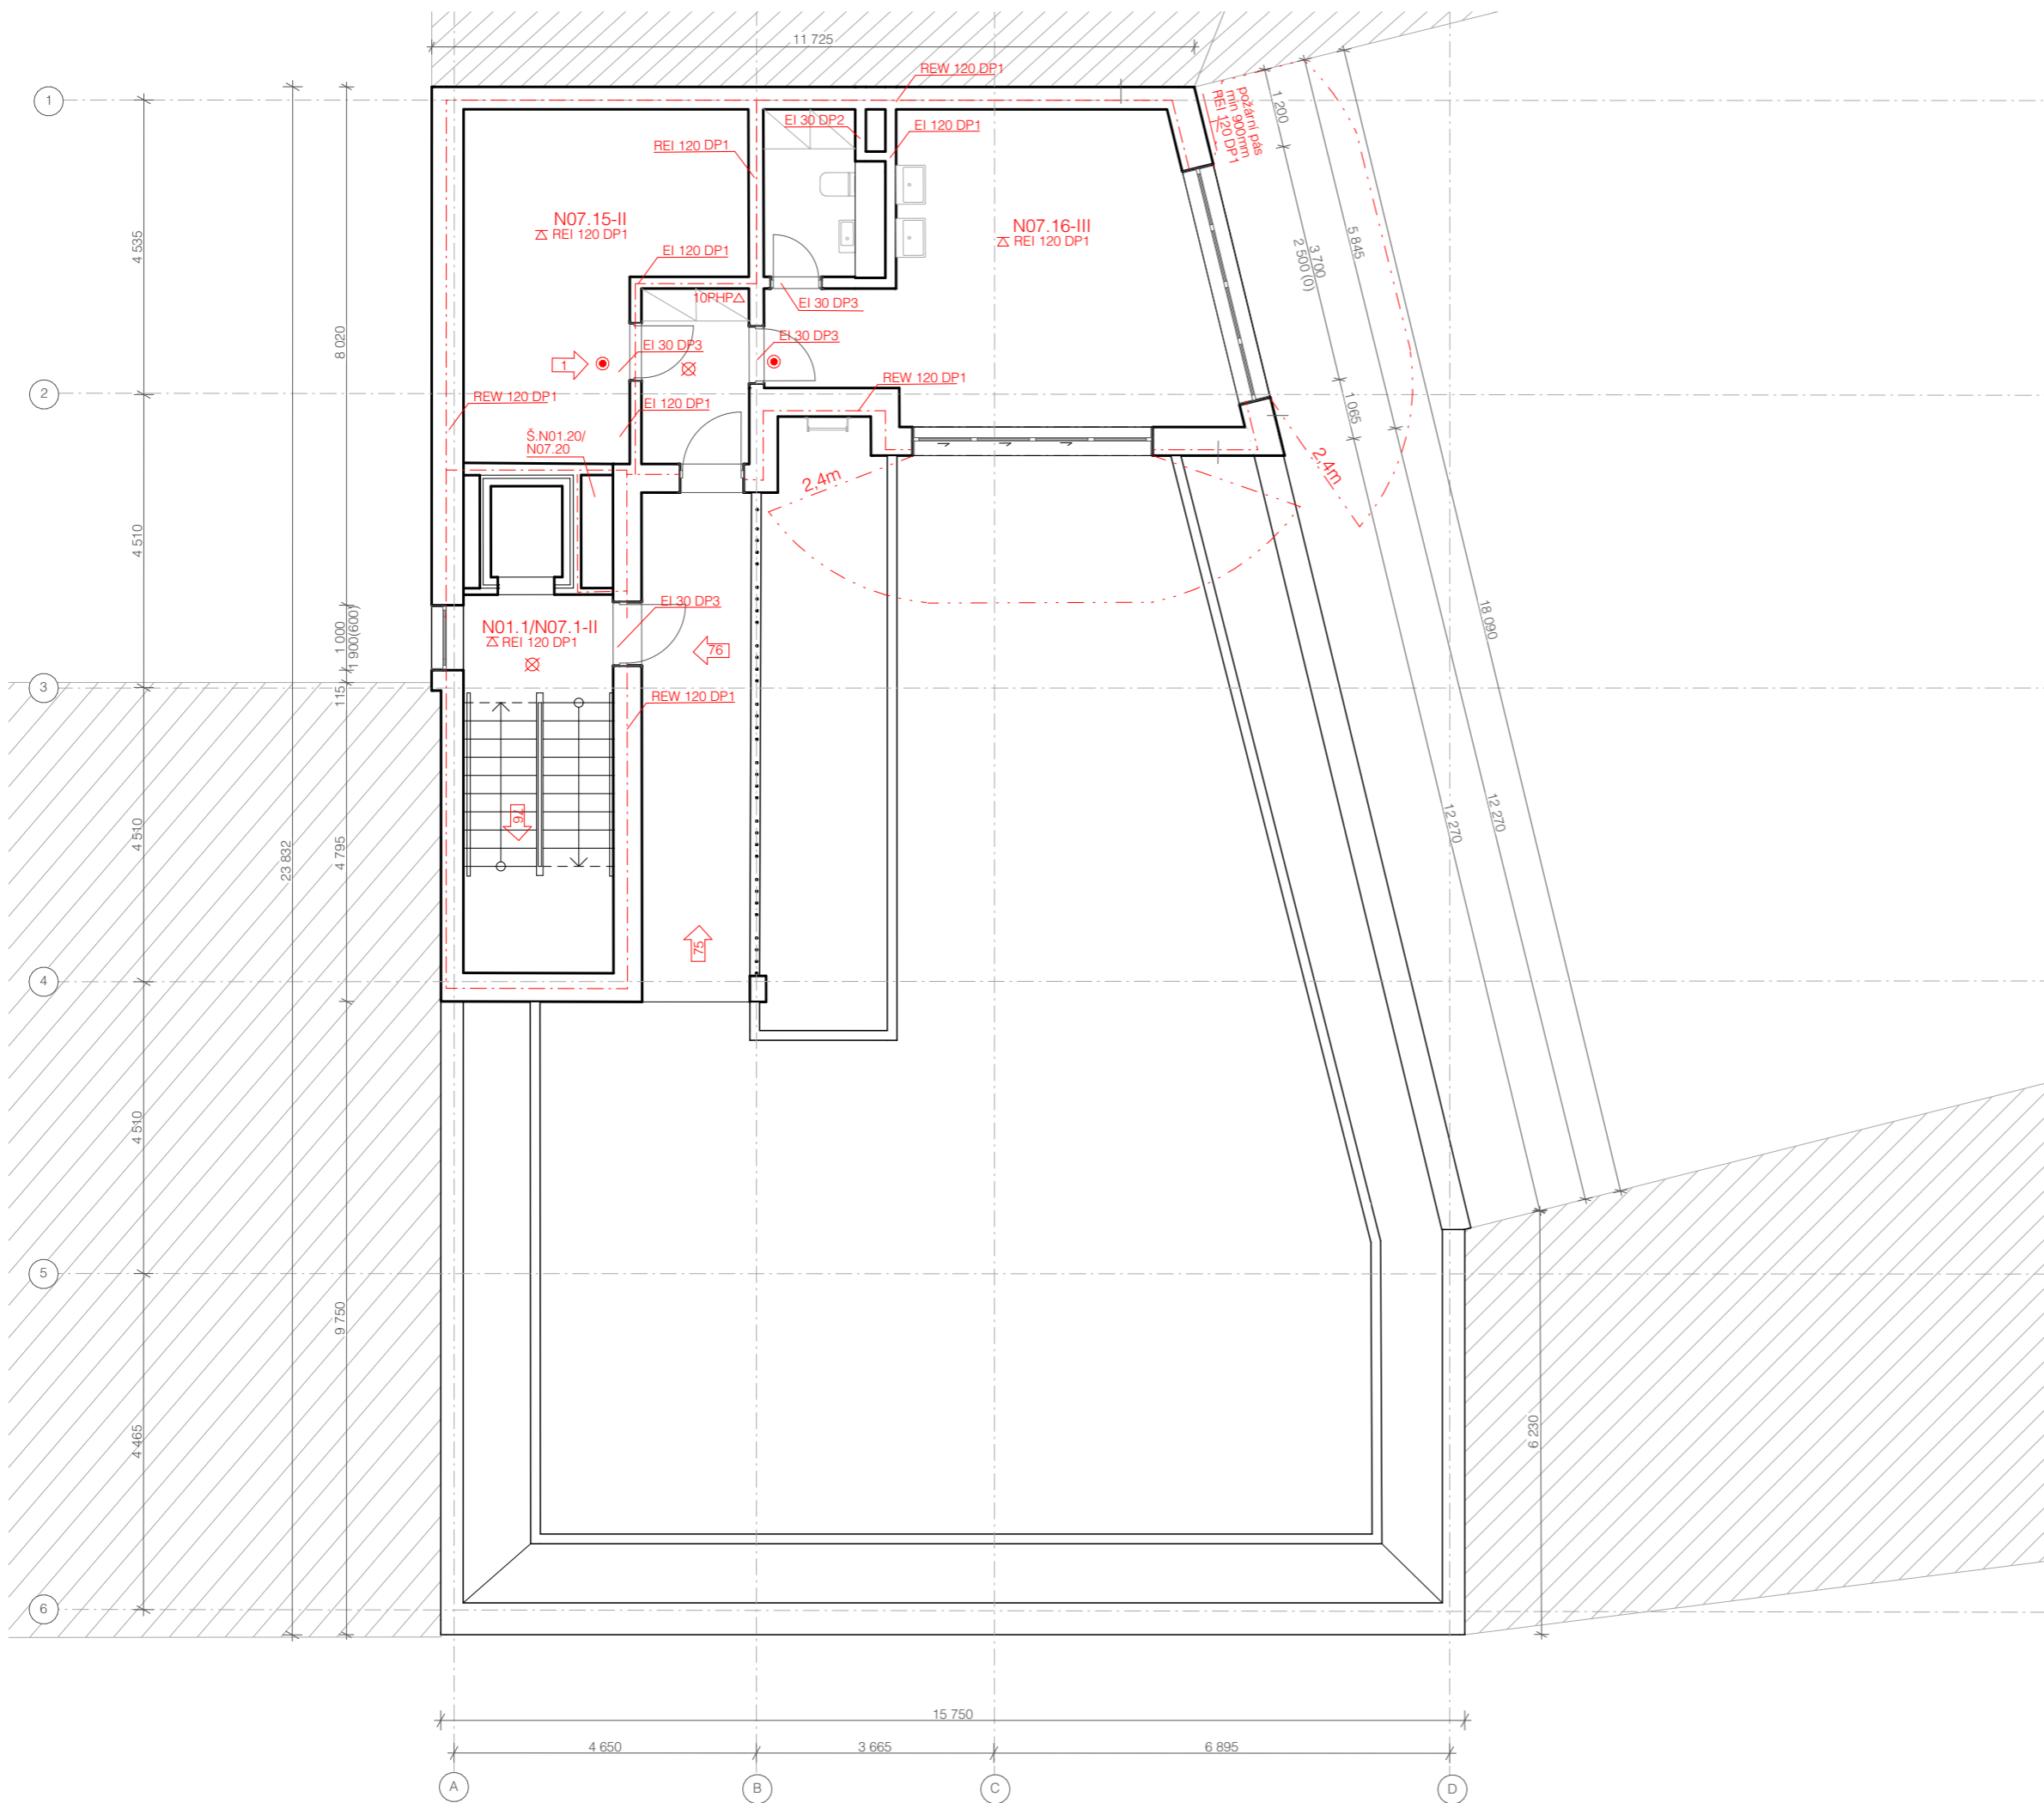 11 725
REW 120 DP1
1
požární pás
min 900mm
REI 120 DP1
1 200
EI 30 DP2
EI 120 DP1
REI 120 DP1
N07.15-II
REI 120 DP1
N07.16-III
REI 120 DP1
4 535
5 845
3 700
2 500 (0)
EI 120 DP1
10PHP
EI 30 DP3
8 020
EI 30 DP3
EI 30 DP3
1
2
REW 120 DP1
REW 120 DP1
EI 120 DP1
1 065
Š.N01.20/
N07.20
2,4m
2,4m
4 510
EI 30 DP3
18 090
1 000
1 900(600)
N01.1/N07.1-II
REI 120 DP1
76
3
115
REW 120 DP1
12 270
12 270
76
4 510
23 832
4 795
75
4
4 510
5
9 750
4 465
6 230
6
15 750
4 650
3 665
6 895
A
B
C
D